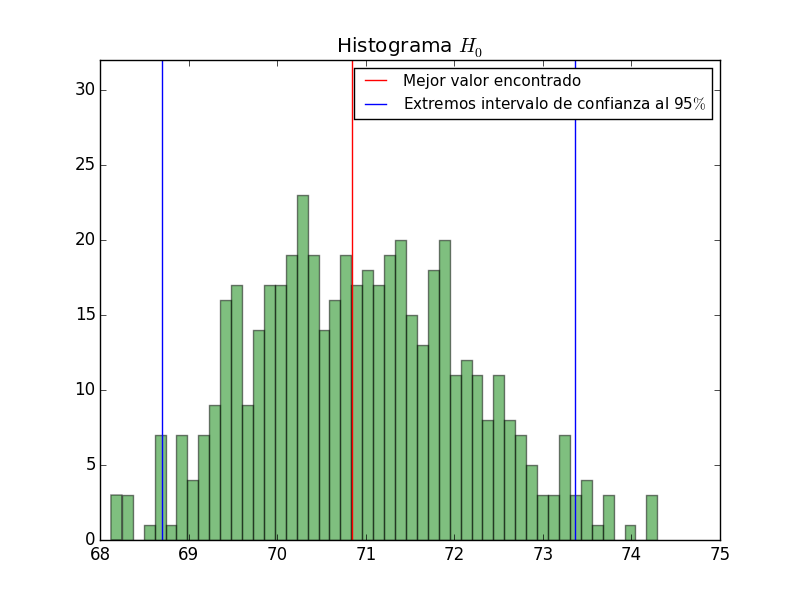 Histograma $H_0$
Mejor valor encontrado
Extremos intervalo de confianza al 95%
30
25
20
15
10
5
0
68 69 70 71 72 73 74 75